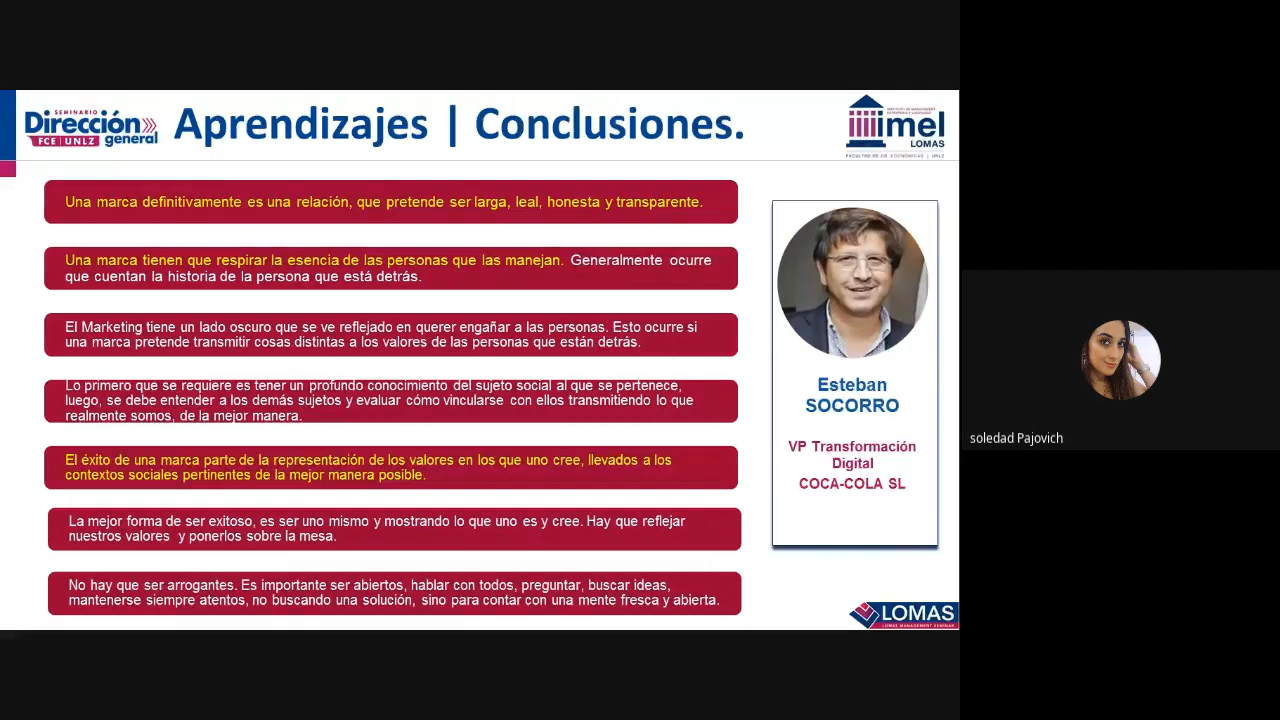 SEMINARIO
Dirección
general
FCE | UNLZ
Aprendizajes | Conclusiones.
imel
LOMAS
FACULTAD DE CS. ECONÓMICAS | UNLZ
Una marca definitivamente es una relación, que pretende ser larga, leal, honesta y transparente.
Una marca tienen que respirar la esencia de las personas que las manejan. Generalmente ocurre
que cuentan la historia de la persona que está detrás.
El Marketing tiene un lado oscuro que se ve reflejado en querer engañar a las personas. Esto ocurre si
una marca pretende transmitir cosas distintas a los valores de las personas que están detrás.
Lo primero que se requiere es tener un profundo conocimiento del sujeto social al que se pertenece,
luego, se debe entender a los demás sujetos y evaluar cómo vincularse con ellos transmitiendo lo que
realmente somos, de la mejor manera.
El éxito de una marca parte de la representación de los valores en los que uno cree, llevados a los
contextos sociales pertinentes de la mejor manera posible.
La mejor forma de ser exitoso, es ser uno mismo y mostrando lo que uno es y cree. Hay que reflejar
nuestros valores y ponerlos sobre la mesa.
No hay que ser arrogantes. Es importante ser abiertos, hablar con todos, preguntar, buscar ideas,
mantenerse siempre atentos, no buscando una solución, sino para contar con una mente fresca y abierta.
Esteban
SOCORRO
VP Transformación
Digital
COCA-COLA SL
LOMAS
LOMAS MANAGEMENT SEMINAR
soledad Pajovich